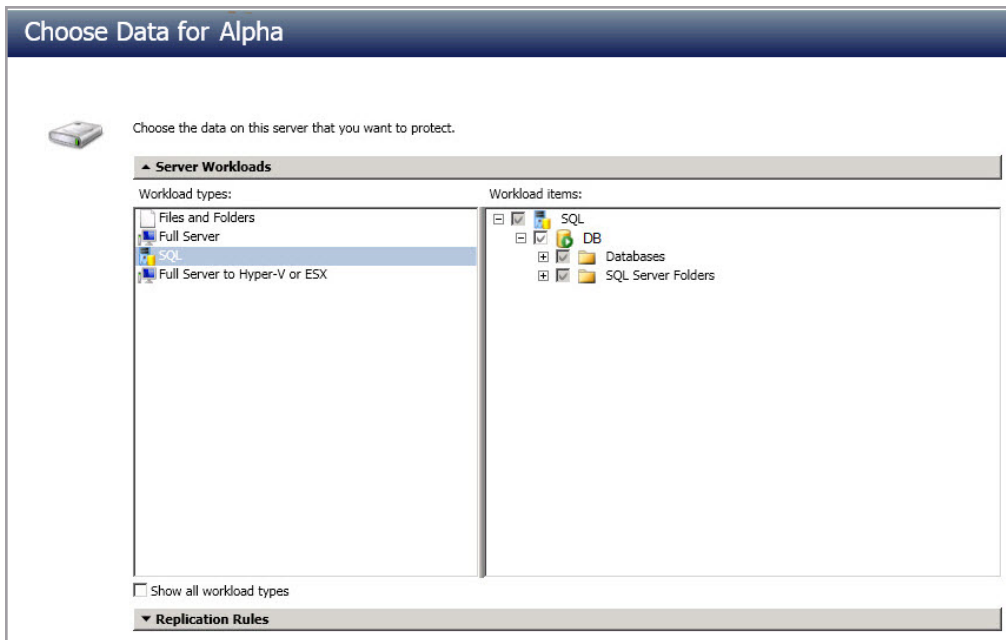 Choose Data for Alpha
Choose the data on this server that you want to protect.
Server Workloads
Workload types:
Workload items:
Files and Folders
Full Server
SQL
Full Server to Hyper-V or ESX
SQL
DB
Databases
SQL Server Folders
Show all workload types
Replication Rules